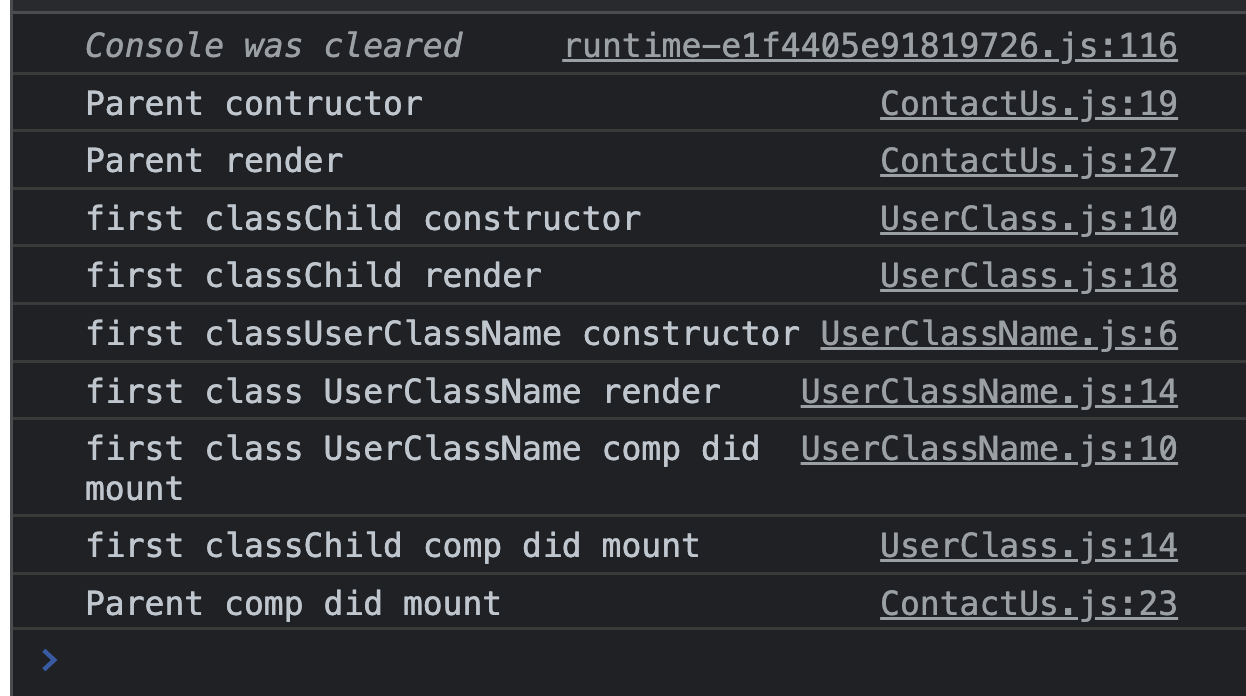 Console was cleared runtime-e1f4405e91819726.js:116
Parent contructor ContactUs.js:19
Parent render ContactUs.js:27
first classChild constructor UserClass.js:10
first classChild render UserClass.js:18
first classUserClassName constructor UserClassName.js:6
first class UserClassName render UserClassName.js:14
first class UserClassName comp did UserClassName.js:10
mount
first classChild comp did mount UserClass.js:14
Parent comp did mount ContactUs.js:23